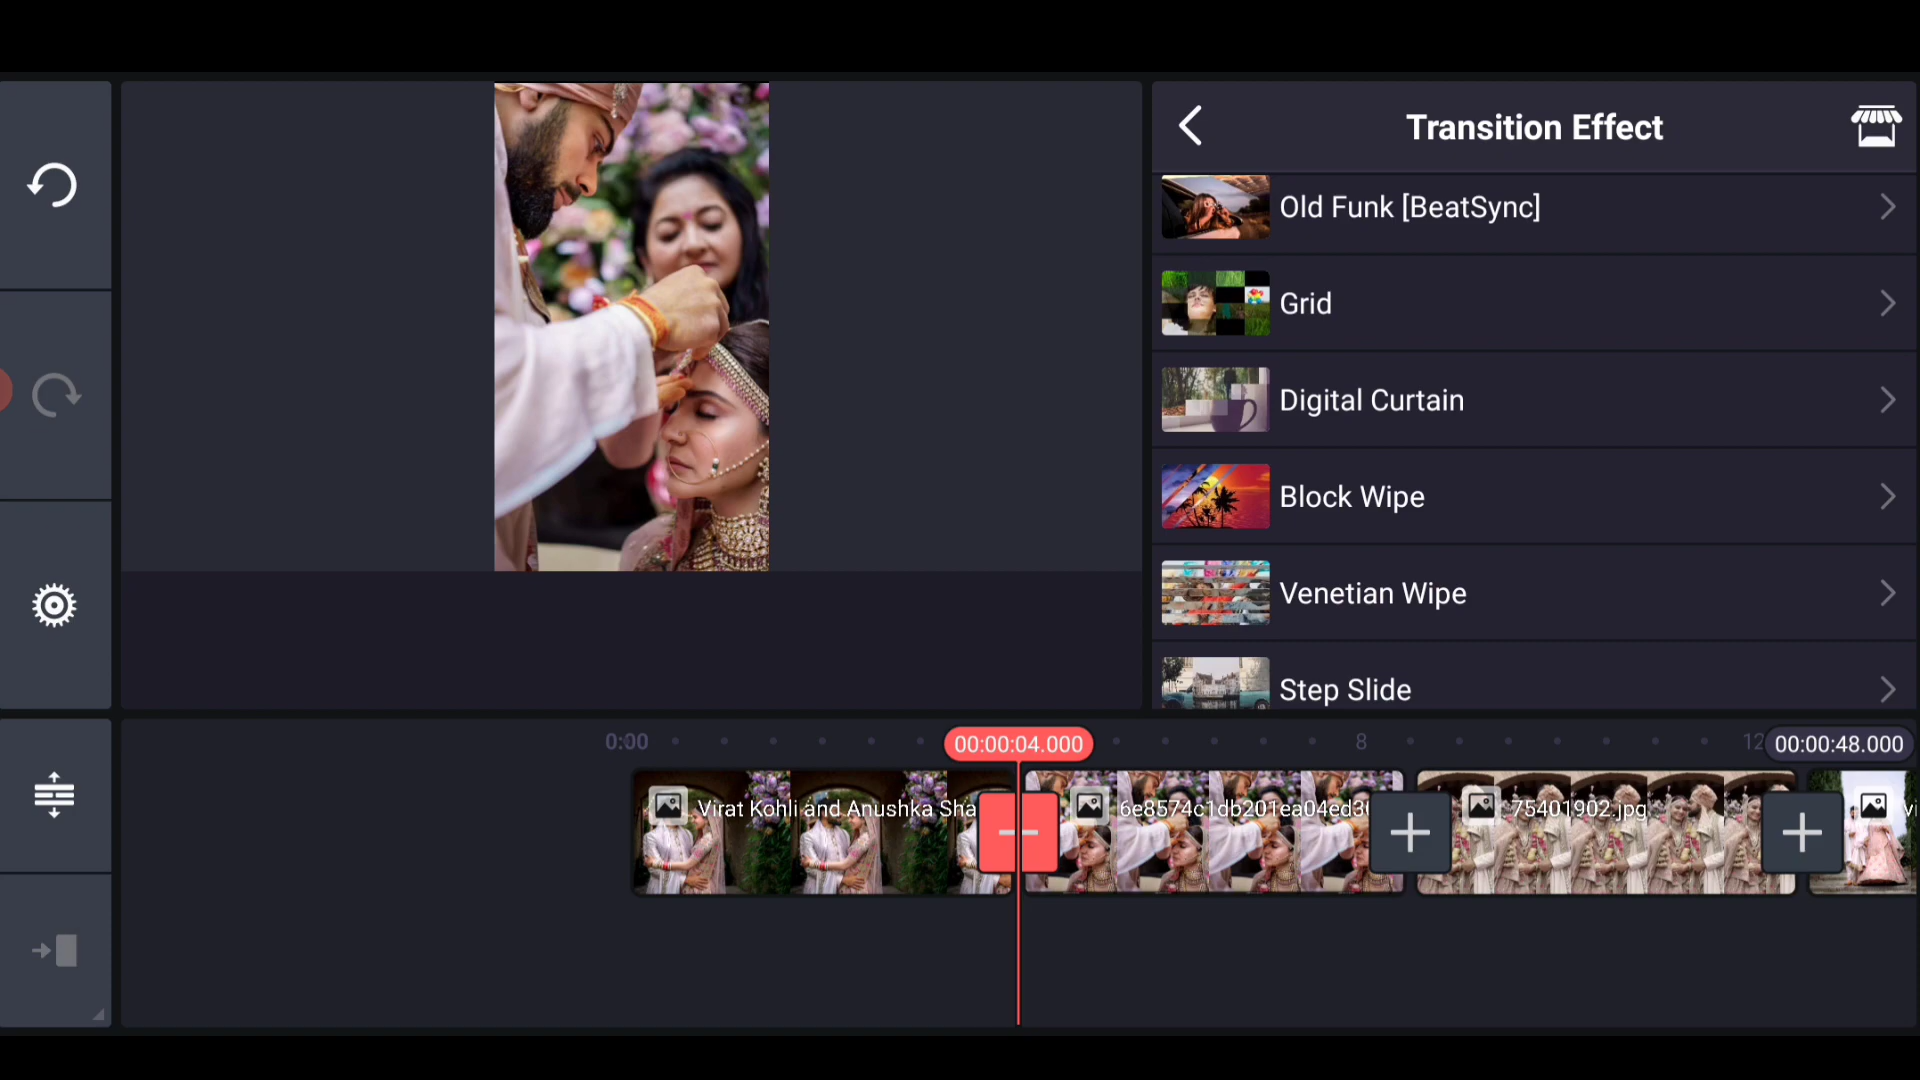 Transition Effect
Old Funk [BeatSync]
Grid
Digital Curtain
Block Wipe
Venetian Wipe
Step Slide
0:00
00:00:04.000
8
12
00:00:48.000
Virat Kohli and Anushka Sha
6e8574c1db201ea04ed3
75401902.jpg
vi